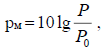 pм = 10 lg P/P₀ ,